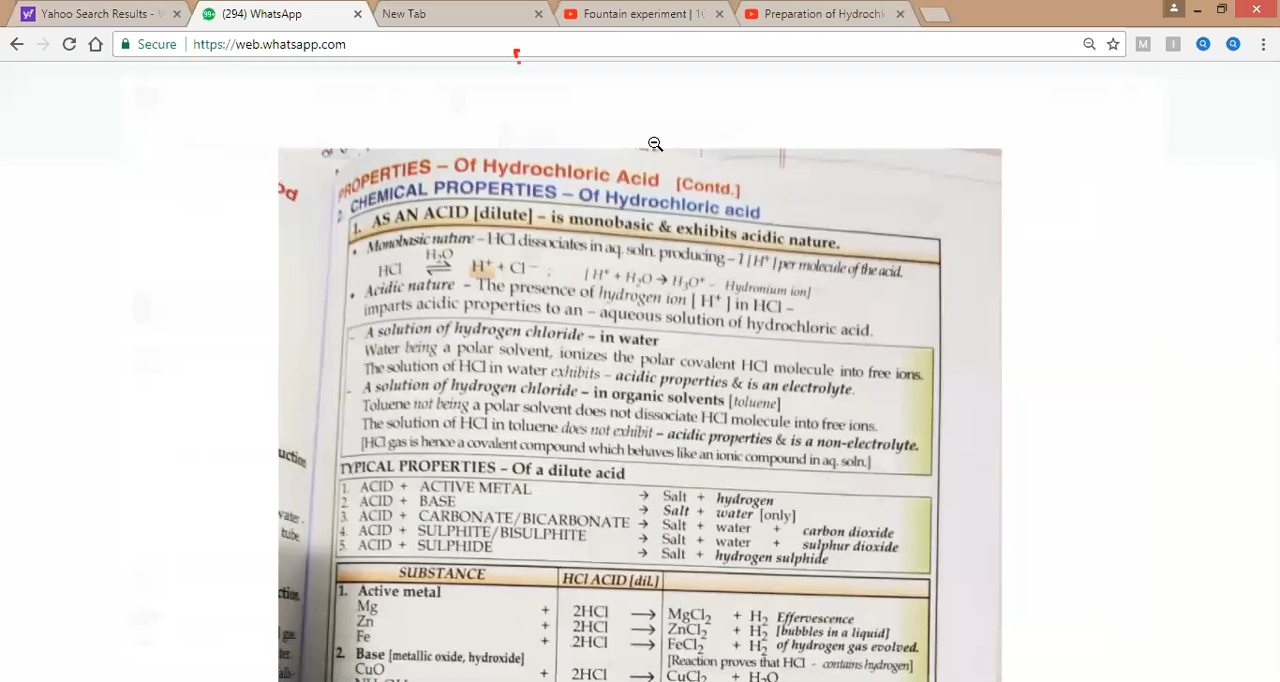 Yahoo Search Results -
(294) WhatsApp
New Tab
Fountain experiment | 10
Preparation of Hydrochl
Secure | https://web.whatsapp.com
PROPERTIES – Of Hydrochloric Acid [Contd.]
2. CHEMICAL PROPERTIES – Of Hydrochloric acid
1. AS AN ACID [dilute] – is monobasic & exhibits acidic nature.
• Monobasic nature – HCl dissociates in aq. soln. producing – 1 [H⁺] per molecule of the acid.
H₂O
HCl ⇌ H⁺ + Cl⁻ ; [H⁺ + H₂O → H₃O⁺ – Hydronium ion]
• Acidic nature – The presence of hydrogen ion [H⁺] in HCl –
imparts acidic properties to an – aqueous solution of hydrochloric acid.
– A solution of hydrogen chloride – in water
Water being a polar solvent, ionizes the polar covalent HCl molecule into free ions.
The solution of HCl in water exhibits – acidic properties & is an electrolyte.
– A solution of hydrogen chloride – in organic solvents [toluene]
Toluene not being a polar solvent does not dissociate HCl molecule into free ions.
The solution of HCl in toluene does not exhibit – acidic properties & is a non-electrolyte.
[HCl gas is hence a covalent compound which behaves like an ionic compound in aq. soln.]
TYPICAL PROPERTIES – Of a dilute acid
1. ACID + ACTIVE METAL → Salt + hydrogen
2. ACID + BASE → Salt + water [only]
3. ACID + CARBONATE/BICARBONATE → Salt + water + carbon dioxide
4. ACID + SULPHITE/BISULPHITE → Salt + water + sulphur dioxide
5. ACID + SULPHIDE → Salt + hydrogen sulphide
SUBSTANCE HCl ACID [dil.]
1. Active metal
Mg + 2HCl → MgCl₂ + H₂ Effervescence
Zn + 2HCl → ZnCl₂ + H₂ [bubbles in a liquid]
Fe + 2HCl → FeCl₂ + H₂ of hydrogen gas evolved.
2. Base [metallic oxide, hydroxide] [Reaction proves that HCl - contains hydrogen]
CuO + 2HCl → CuCl₂ + H₂O